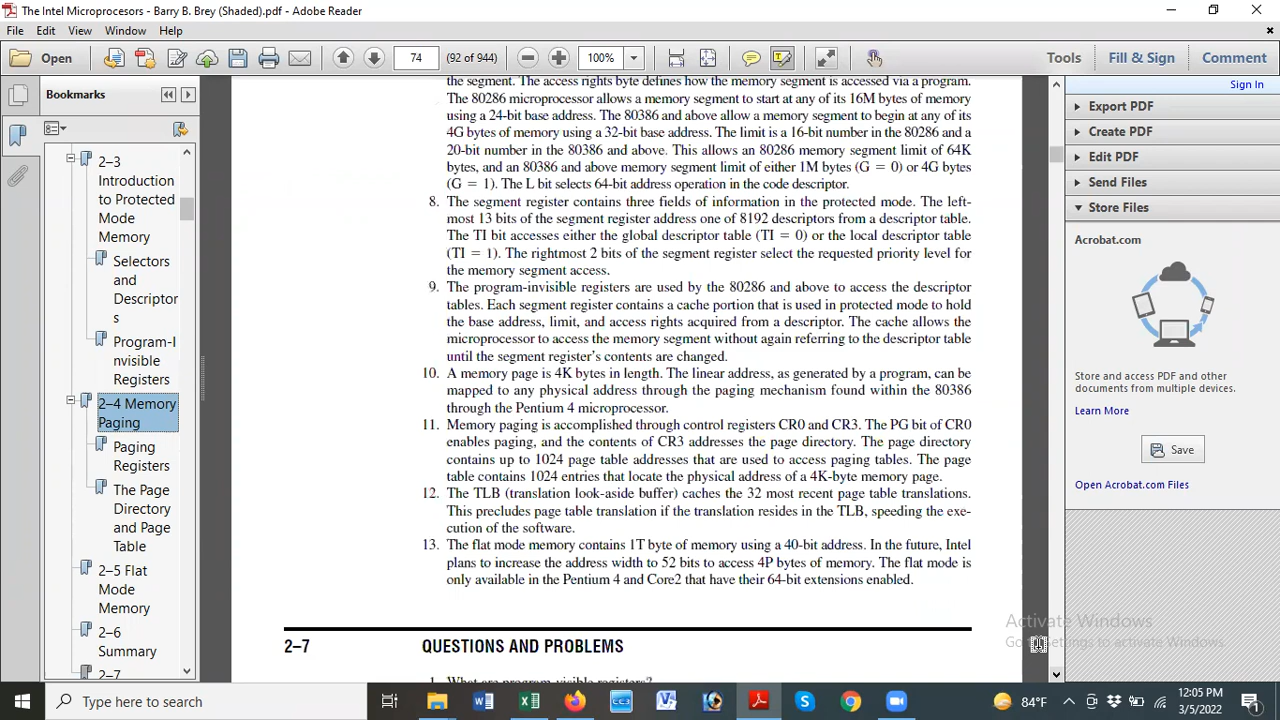 The Intel Microprocesors - Barry B. Brey (Shaded).pdf - Adobe Reader
File Edit View Window Help
Open 74 (92 of 944) 100% Tools Fill & Sign Comment
Bookmarks
2–3
Introduction
to Protected
Mode
Memory
Selectors
and
Descriptor
s
Program-I
nvisible
Registers
2–4 Memory
Paging
Paging
Registers
The Page
Directory
and Page
Table
2–5 Flat
Mode
Memory
2–6
Summary
2–7
the segment. The access rights byte defines how the memory segment is accessed via a program.
The 80286 microprocessor allows a memory segment to start at any of its 16M bytes of memory
using a 24-bit base address. The 80386 and above allow a memory segment to begin at any of its
4G bytes of memory using a 32-bit base address. The limit is a 16-bit number in the 80286 and a
20-bit number in the 80386 and above. This allows an 80286 memory segment limit of 64K
bytes, and an 80386 and above memory segment limit of either 1M bytes (G = 0) or 4G bytes
(G = 1). The L bit selects 64-bit address operation in the code descriptor.
8. The segment register contains three fields of information in the protected mode. The left-
most 13 bits of the segment register address one of 8192 descriptors from a descriptor table.
The TI bit accesses either the global descriptor table (TI = 0) or the local descriptor table
(TI = 1). The rightmost 2 bits of the segment register select the requested priority level for
the memory segment access.
9. The program-invisible registers are used by the 80286 and above to access the descriptor
tables. Each segment register contains a cache portion that is used in protected mode to hold
the base address, limit, and access rights acquired from a descriptor. The cache allows the
microprocessor to access the memory segment without again referring to the descriptor table
until the segment register's contents are changed.
10. A memory page is 4K bytes in length. The linear address, as generated by a program, can be
mapped to any physical address through the paging mechanism found within the 80386
through the Pentium 4 microprocessor.
11. Memory paging is accomplished through control registers CR0 and CR3. The PG bit of CR0
enables paging, and the contents of CR3 addresses the page directory. The page directory
contains up to 1024 page table addresses that are used to access paging tables. The page
table contains 1024 entries that locate the physical address of a 4K-byte memory page.
12. The TLB (translation look-aside buffer) caches the 32 most recent page table translations.
This precludes page table translation if the translation resides in the TLB, speeding the exe-
cution of the software.
13. The flat mode memory contains 1T byte of memory using a 40-bit address. In the future, Intel
plans to increase the address width to 52 bits to access 4P bytes of memory. The flat mode is
only available in the Pentium 4 and Core2 that have their 64-bit extensions enabled.
2–7 QUESTIONS AND PROBLEMS
1. What are program-visible registers?
Sign In
Export PDF
Create PDF
Edit PDF
Send Files
Store Files
Acrobat.com
Store and access PDF and other
documents from multiple devices.
Learn More
Save
Open Acrobat.com Files
Activate Windows
Go to Settings to activate Windows.
Type here to search
CC3
84°F
12:05 PM
3/5/2022
1